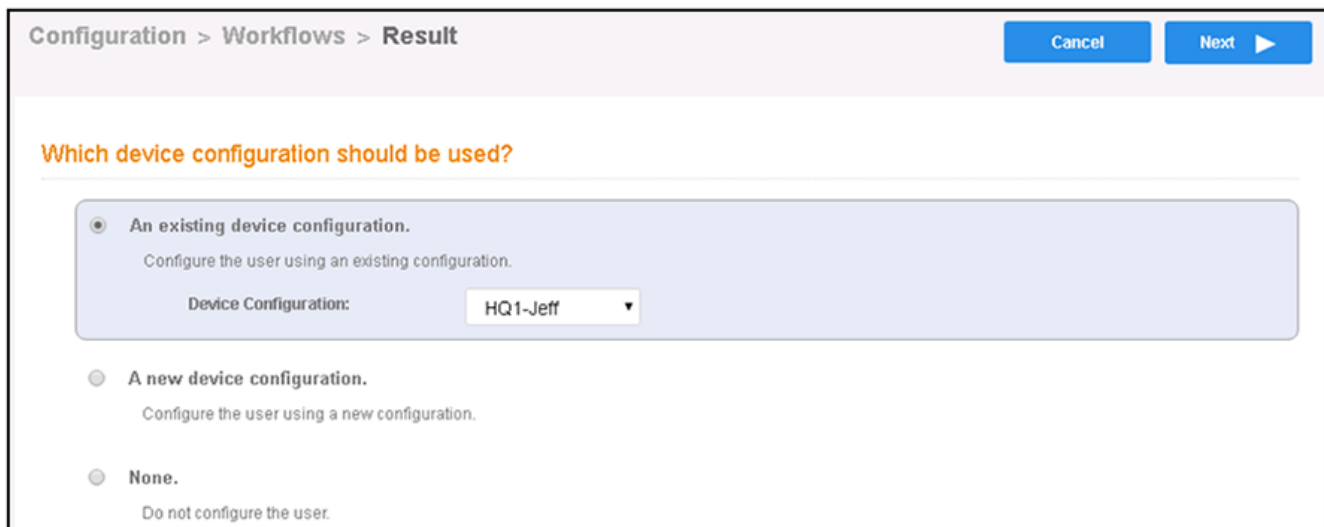 Configuration > Workflows > Result
Cancel
Next
Which device configuration should be used?
An existing device configuration.
Configure the user using an existing configuration.
Device Configuration:
HQ1-Jeff
A new device configuration.
Configure the user using a new configuration.
None.
Do not configure the user.